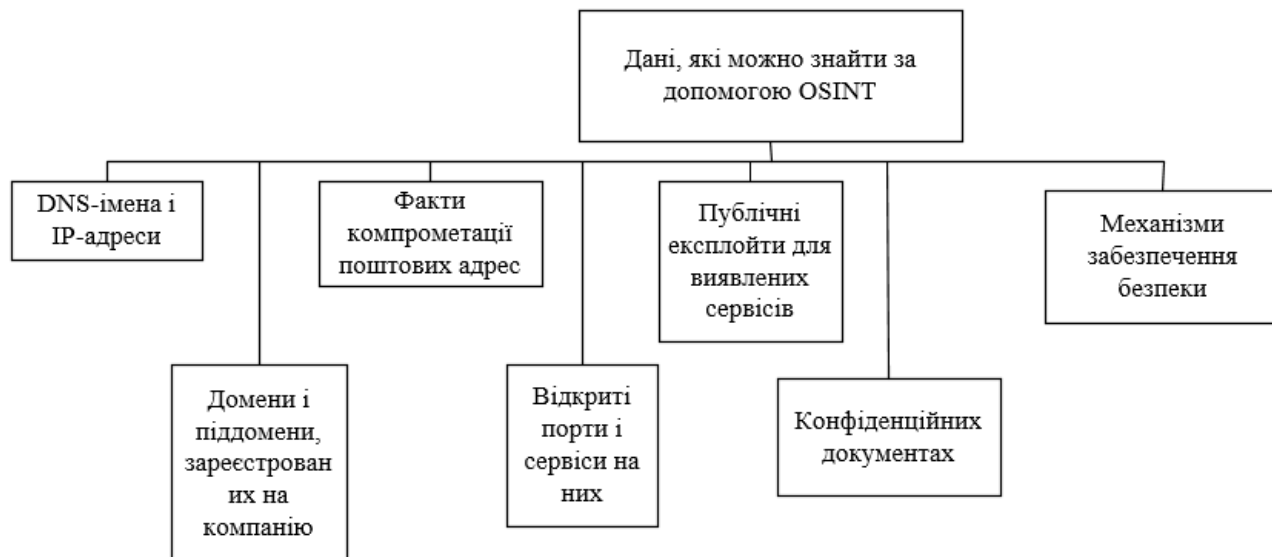 Дані, які можно знайти за
допомогою OSINT
DNS-імена і
IP-адреси
Факти
компрометації
поштових адрес
Публічні
експлойти для
виявлених
сервісів
Механізми
забезпечення
безпеки
Домени і
піддомени,
зареєстрован
их на
компанію
Відкриті
порти і
сервіси на
них
Конфіденційних
документах